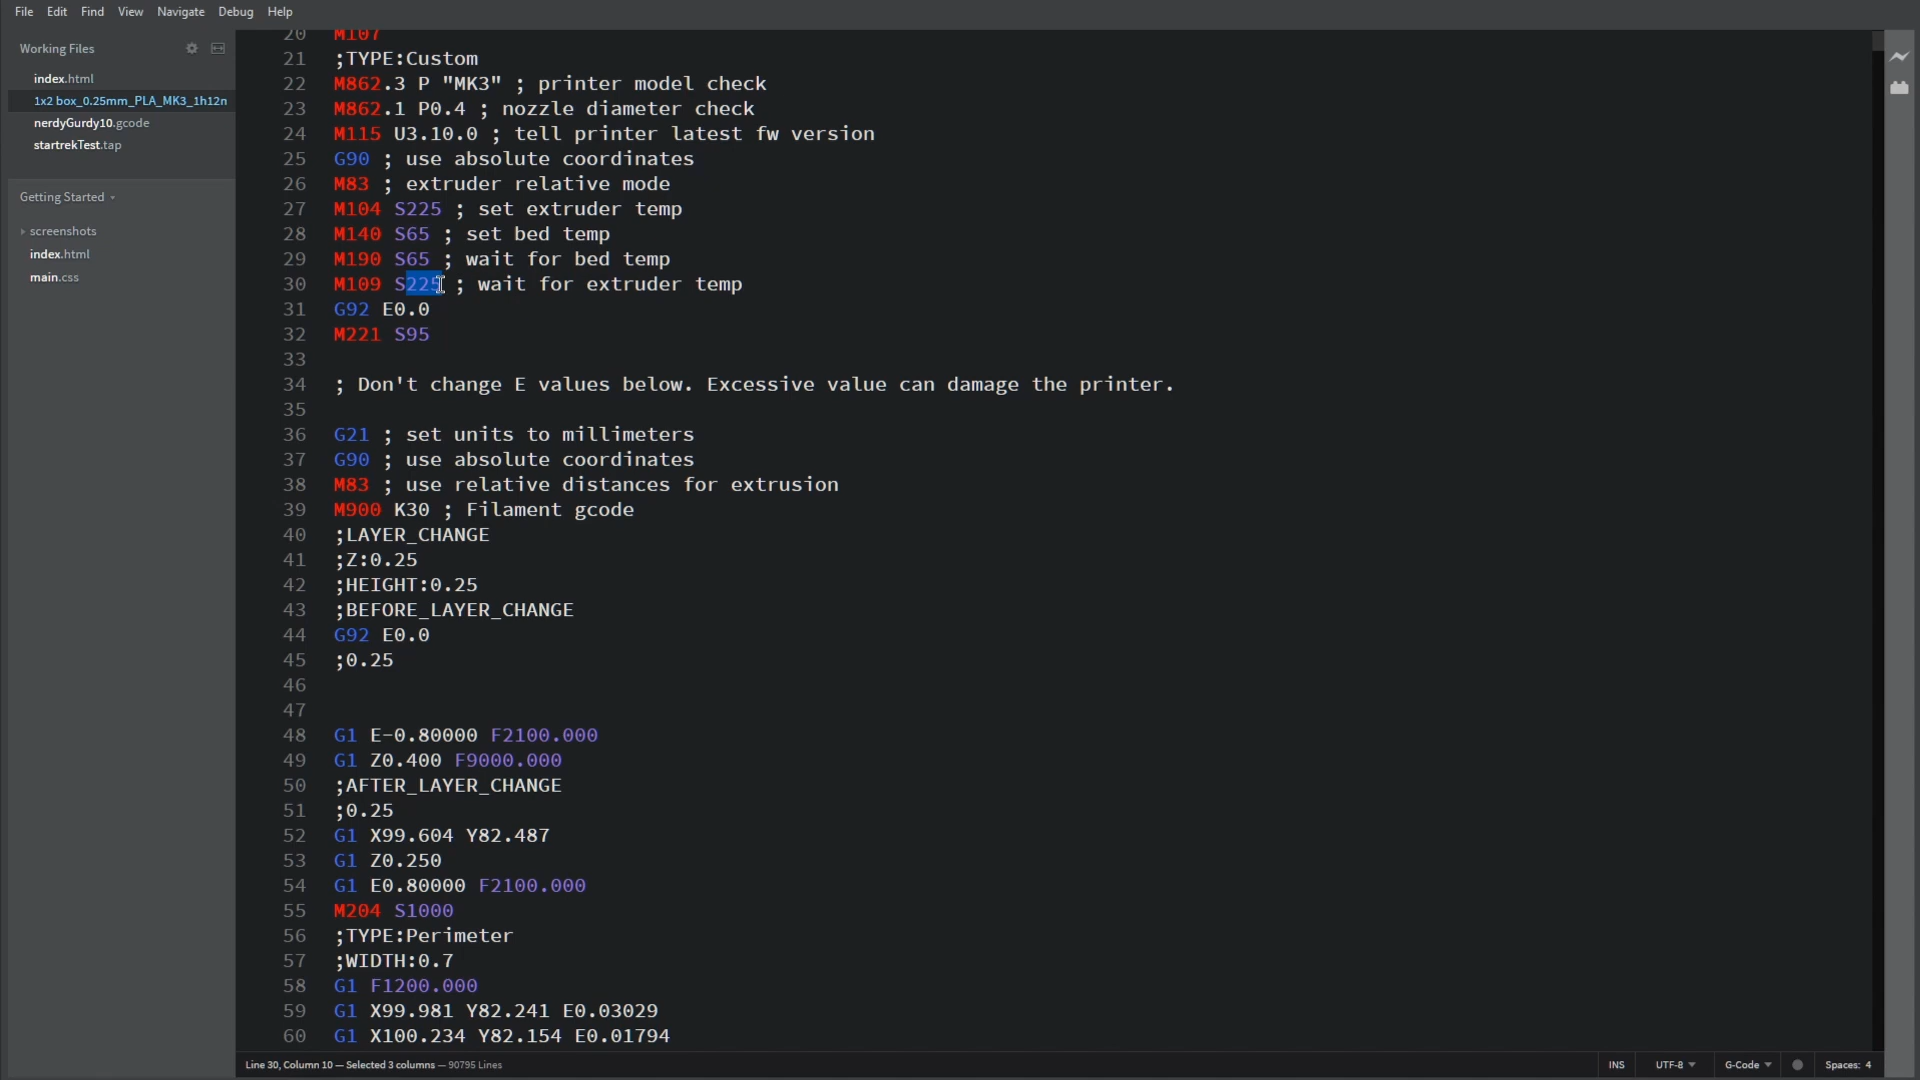 File Edit Find View Navigate Debug Help
Working Files
index.html
1x2 box_0.25mm_PLA_MK3_1h12n
nerdyGurdy10.gcode
startrekTest.tap
Getting Started
screenshots
index.html
main.css
20 M107
21 ;TYPE:Custom
22 M862.3 P "MK3" ; printer model check
23 M862.1 P0.4 ; nozzle diameter check
24 M115 U3.10.0 ; tell printer latest fw version
25 G90 ; use absolute coordinates
26 M83 ; extruder relative mode
27 M104 S225 ; set extruder temp
28 M140 S65 ; set bed temp
29 M190 S65 ; wait for bed temp
30 M109 S225 ; wait for extruder temp
31 G92 E0.0
32 M221 S95
33
34 ; Don't change E values below. Excessive value can damage the printer.
35
36 G21 ; set units to millimeters
37 G90 ; use absolute coordinates
38 M83 ; use relative distances for extrusion
39 M900 K30 ; Filament gcode
40 ;LAYER_CHANGE
41 ;Z:0.25
42 ;HEIGHT:0.25
43 ;BEFORE_LAYER_CHANGE
44 G92 E0.0
45 ;0.25
46
47
48 G1 E-0.80000 F2100.000
49 G1 Z0.400 F9000.000
50 ;AFTER_LAYER_CHANGE
51 ;0.25
52 G1 X99.604 Y82.487
53 G1 Z0.250
54 G1 E0.80000 F2100.000
55 M204 S1000
56 ;TYPE:Perimeter
57 ;WIDTH:0.7
58 G1 F1200.000
59 G1 X99.981 Y82.241 E0.03029
60 G1 X100.234 Y82.154 E0.01794
Line 30, Column 10 — Selected 3 columns — 90795 Lines
INS UTF-8 G-Code Spaces: 4